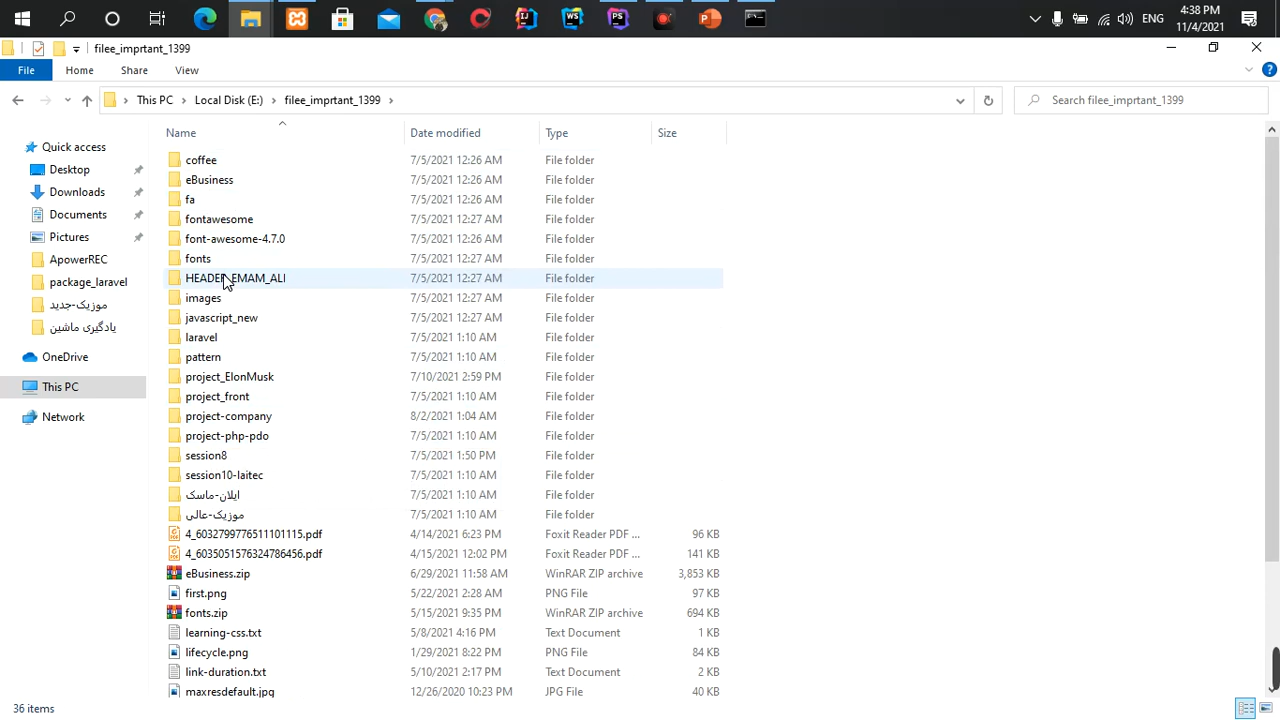 ENG
4:38 PM
11/4/2021
filee_imprtant_1399
File Home Share View
This PC Local Disk (E:) filee_imprtant_1399
Search filee_imprtant_1399
Name Date modified Type Size
Quick access
Desktop
Downloads
Documents
Pictures
ApowerREC
package_laravel
موزیک-جدید
یادگیری ماشین
OneDrive
This PC
Network
coffee 7/5/2021 12:26 AM File folder
eBusiness 7/5/2021 12:26 AM File folder
fa 7/5/2021 12:26 AM File folder
fontawesome 7/5/2021 12:27 AM File folder
font-awesome-4.7.0 7/5/2021 12:26 AM File folder
fonts 7/5/2021 12:27 AM File folder
HEADER_EMAM_ALI 7/5/2021 12:27 AM File folder
images 7/5/2021 12:27 AM File folder
javascript_new 7/5/2021 12:27 AM File folder
laravel 7/5/2021 1:10 AM File folder
pattern 7/5/2021 1:10 AM File folder
project_ElonMusk 7/10/2021 2:59 PM File folder
project_front 7/5/2021 1:10 AM File folder
project-company 8/2/2021 1:04 AM File folder
project-php-pdo 7/5/2021 1:10 AM File folder
session8 7/5/2021 1:50 PM File folder
session10-laitec 7/5/2021 1:10 AM File folder
ایلان-ماسک 7/5/2021 1:10 AM File folder
موزیک-عالی 7/5/2021 1:10 AM File folder
4_6032799776511101115.pdf 4/14/2021 6:23 PM Foxit Reader PDF ... 96 KB
4_6035051576324786456.pdf 4/15/2021 12:02 PM Foxit Reader PDF ... 141 KB
eBusiness.zip 6/29/2021 11:58 AM WinRAR ZIP archive 3,853 KB
first.png 5/22/2021 2:28 AM PNG File 97 KB
fonts.zip 5/15/2021 9:35 PM WinRAR ZIP archive 694 KB
learning-css.txt 5/8/2021 4:16 PM Text Document 1 KB
lifecycle.png 1/29/2021 8:22 PM PNG File 84 KB
link-duration.txt 5/10/2021 2:17 PM Text Document 2 KB
maxresdefault.jpg 12/26/2020 10:23 PM JPG File 40 KB
36 items